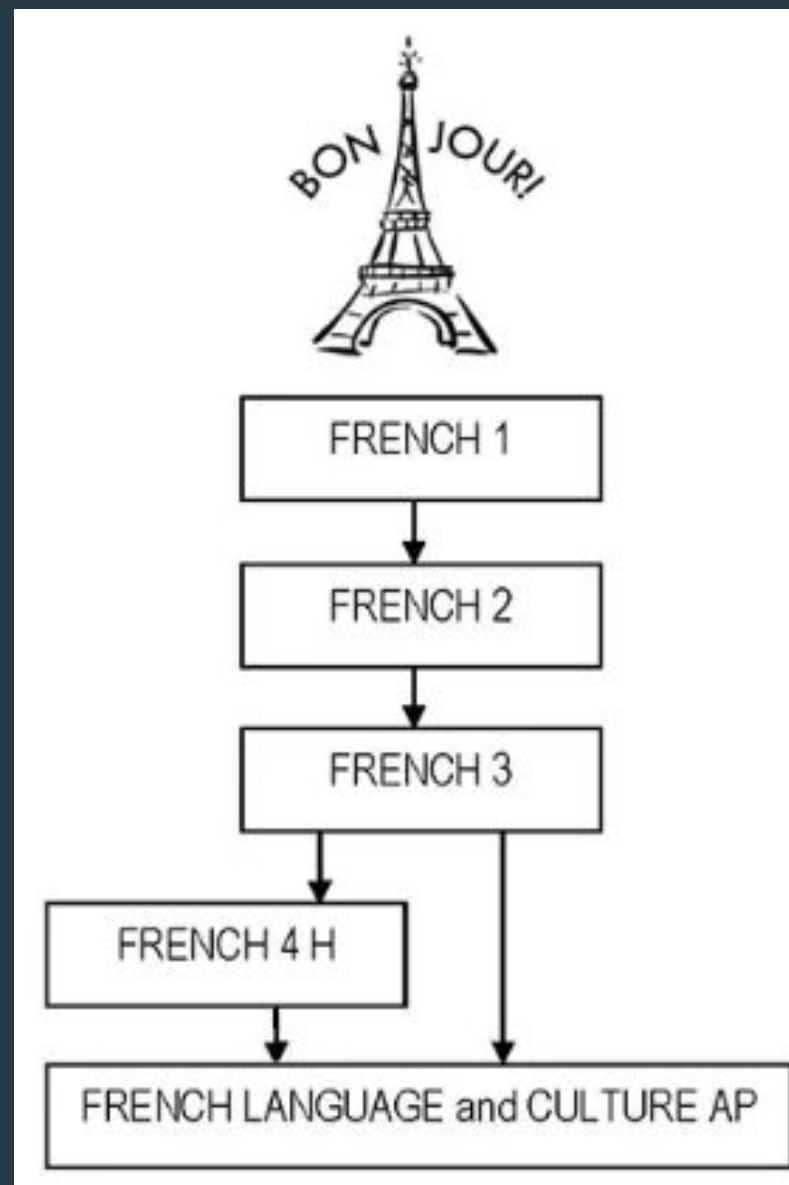 BON JOUR!
FRENCH 1
FRENCH 2
FRENCH 3
FRENCH 4 H
FRENCH LANGUAGE and CULTURE AP